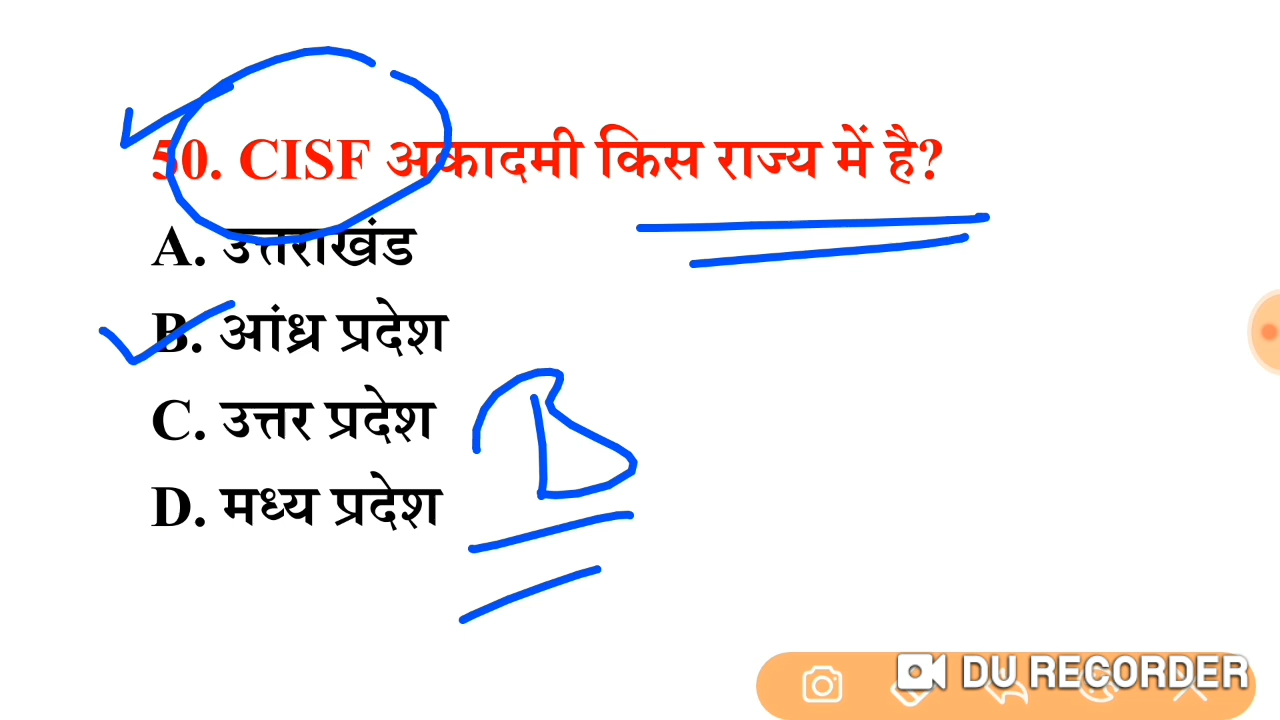 50. CISF अकादमी किस राज्य में है?
A. उत्तराखंड
B. आंध्र प्रदेश
C. उत्तर प्रदेश
B
D. मध्य प्रदेश
DU RECORDER